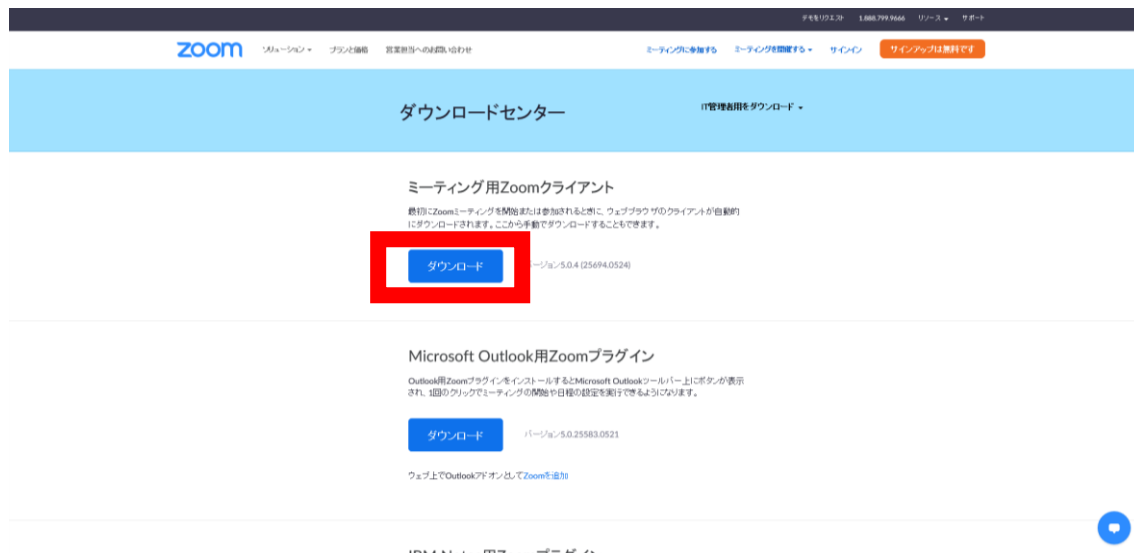 デモをリクエスト 1.888.799.9666 リソース サポート
zoom ソリューション プランと価格 営業担当へのお問い合わせ ミーティングに参加する ミーティングを開催する サインイン サインアップは無料です
ダウンロードセンター IT管理者用をダウンロード
ミーティング用Zoomクライアント
最初にZoomミーティングを開始または参加されるときに、ウェブブラウザのクライアントが自動的
にダウンロードされます。ここから手動でダウンロードすることもできます。
ダウンロード ージョン5.0.4 (25694.0524)
Microsoft Outlook用Zoomプラグイン
Outlook用ZoomプラグインをインストールするとMicrosoft Outlookツールバー上にボタンが表示
され、1回のクリックでミーティングの開始や日程の設定を実行できるようになります。
ダウンロード バージョン5.0.25583.0521
ウェブ上でOutlookアドオンとしてZoomを追加